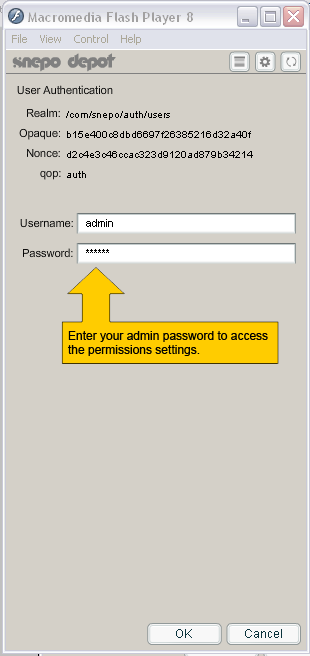 Macromedia Flash Player 8
File View Control Help
snepo depot
User Authentication
Realm: /com/snepo/auth/users
Opaque: b15e400c8dbd6697f26385216d32a40f
Nonce: d2c4e3c46ccac323d9120ad879b34214
qop: auth
Username: admin
Password: ******
Enter your admin password to access
the permissions settings.
OK Cancel